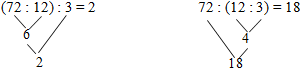 (72 : 12) : 3 = 2
6
2
72 : (12 : 3) = 18
4
18